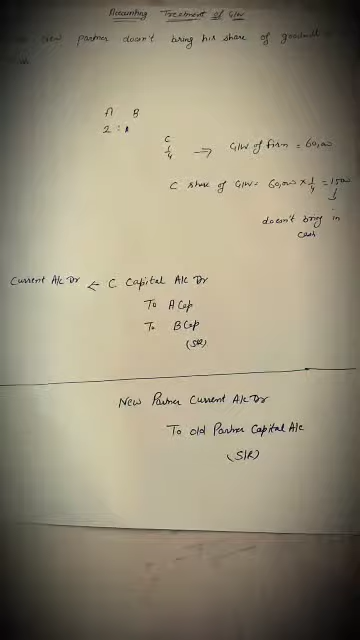 Accounting Treatment of G/W
New partner doesn't bring his share of goodwill
A B
2 : 1
C
1/4 → G/W of firm = 60,000
C share of G/W = 60,000 × 1/4 = 15000
↓
doesn't bring in
cash
Current A/c Dr ← C Capital A/c Dr
To A Cap
To B Cap
(S/R)
New Partner Current A/c Dr
To old Partner Capital A/c
(S/R)